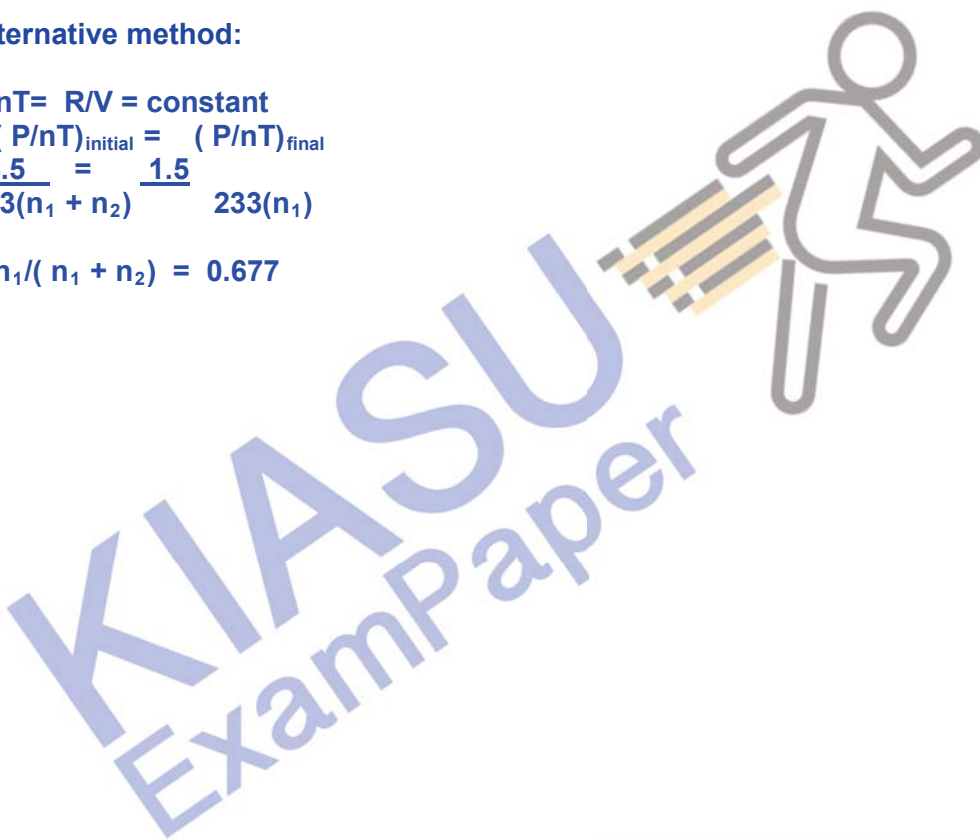 ternative method:
nT= R/V = constant
( P/nT)initial = ( P/nT)final
.5 = 1.5
3(n₁ + n₂) 233(n₁)
n₁/( n₁ + n₂) = 0.677
KIASU
ExamPaper